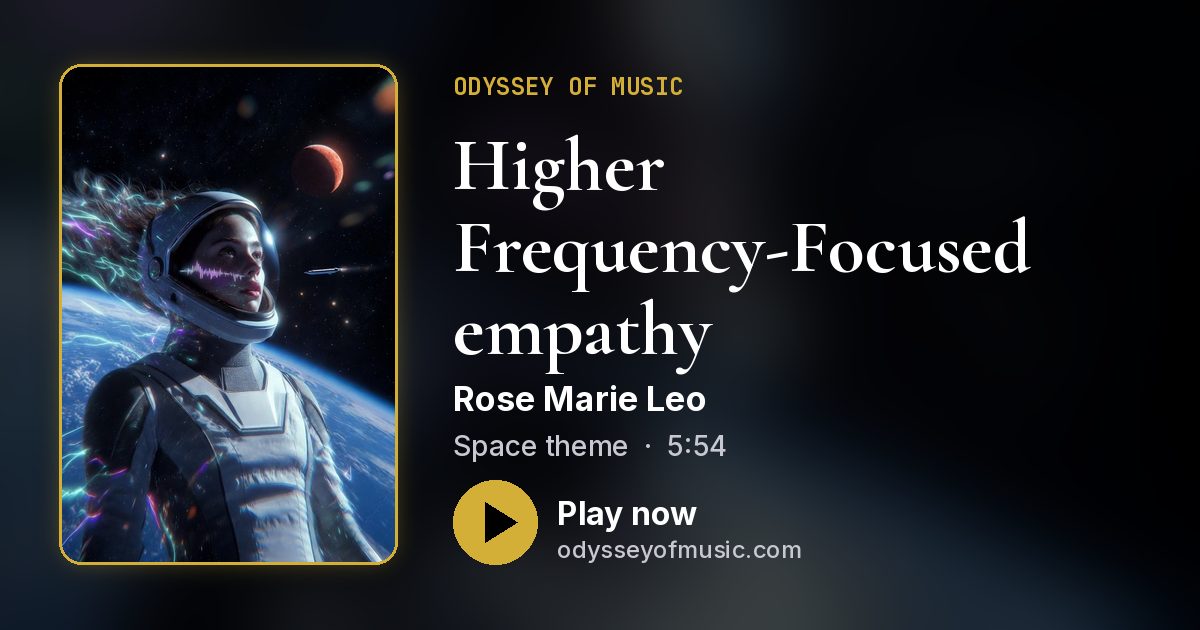 ODYSSEY OF MUSIC
Higher
Frequency-Focused
empathy
Rose Marie Leo
Space theme · 5:54
Play now
odysseyofmusic.com